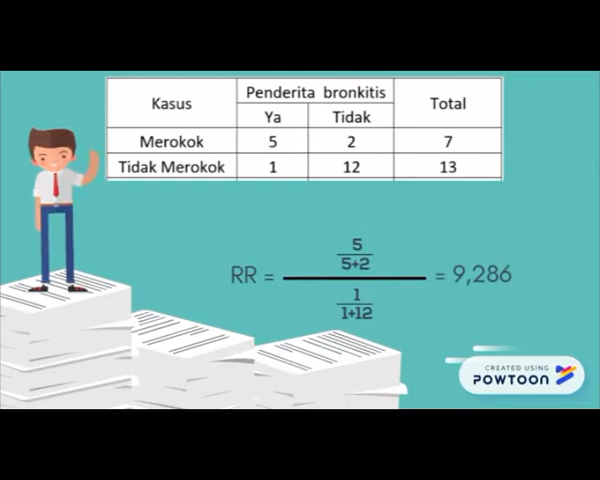 Kasus Penderita bronkitis Total
Ya Tidak
Merokok 5 2 7
Tidak Merokok 1 12 13
5
5+2
RR = = 9,286
1
1+12
CREATED USING
POWTOON